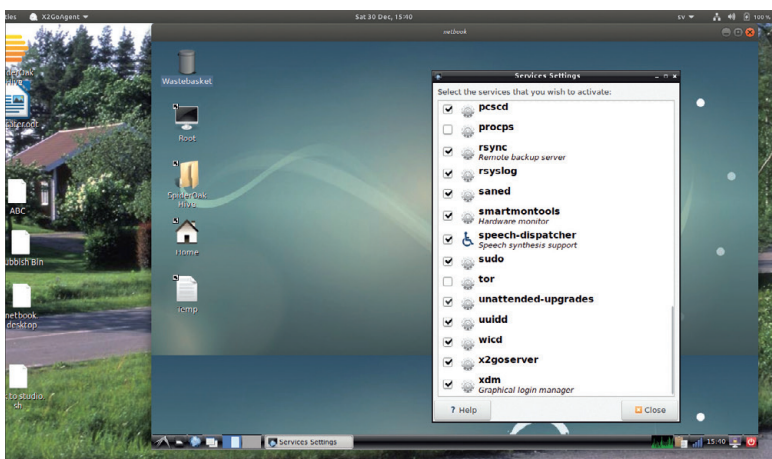 X2GoAgent
Sat 30 Dec, 15:40
sv
100 %
netbook
Wastebasket
Root
SpiderOak
Hive
Home
Temp
ABC
netbook.
desktop
sh
Services Settings
Select the services that you wish to activate:
pcscd
procps
rsync
Remote backup server
rsyslog
saned
smartmontools
Hardware monitor
speech-dispatcher
Speech synthesis support
sudo
tor
unattended-upgrades
uuidd
wicd
x2goserver
xdm
Graphical login manager
? Help
Close
Services Settings
15:40